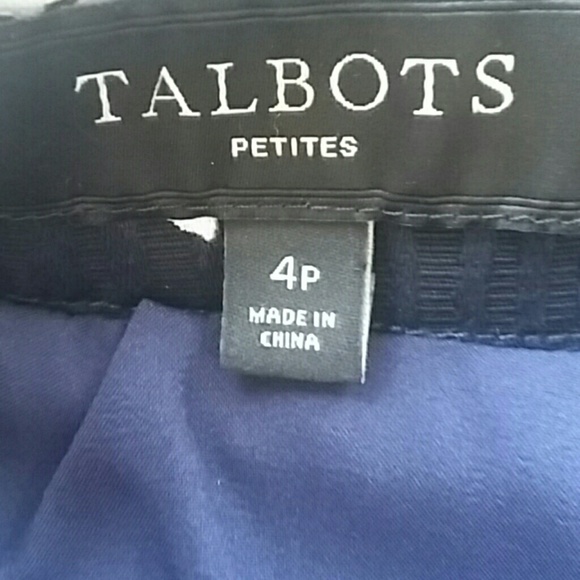 TALBOTS
PETITES
4P
MADE IN
CHINA